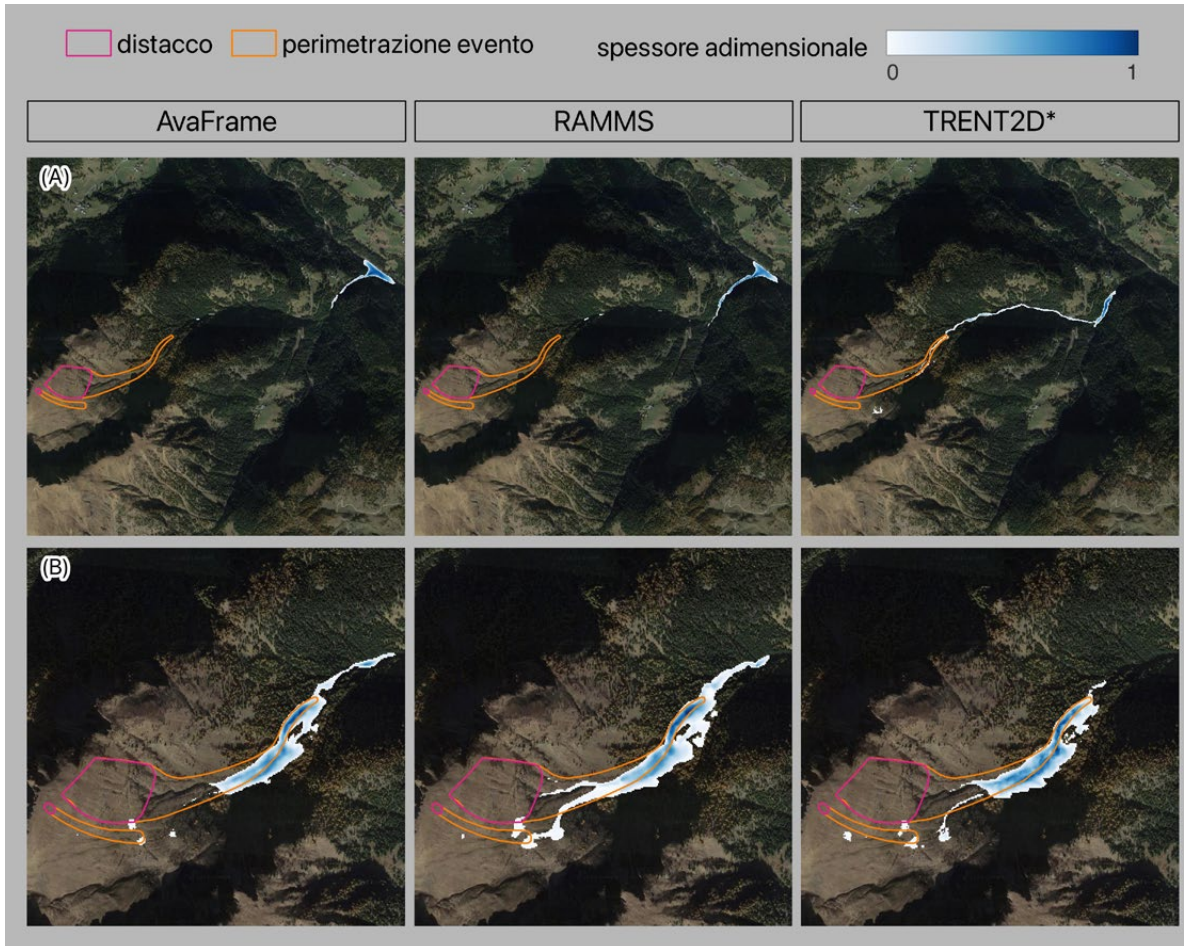 distacco perimetrazione evento spessore adimensionale
0 1
AvaFrame RAMMS TRENT2D*
(A)
(B)